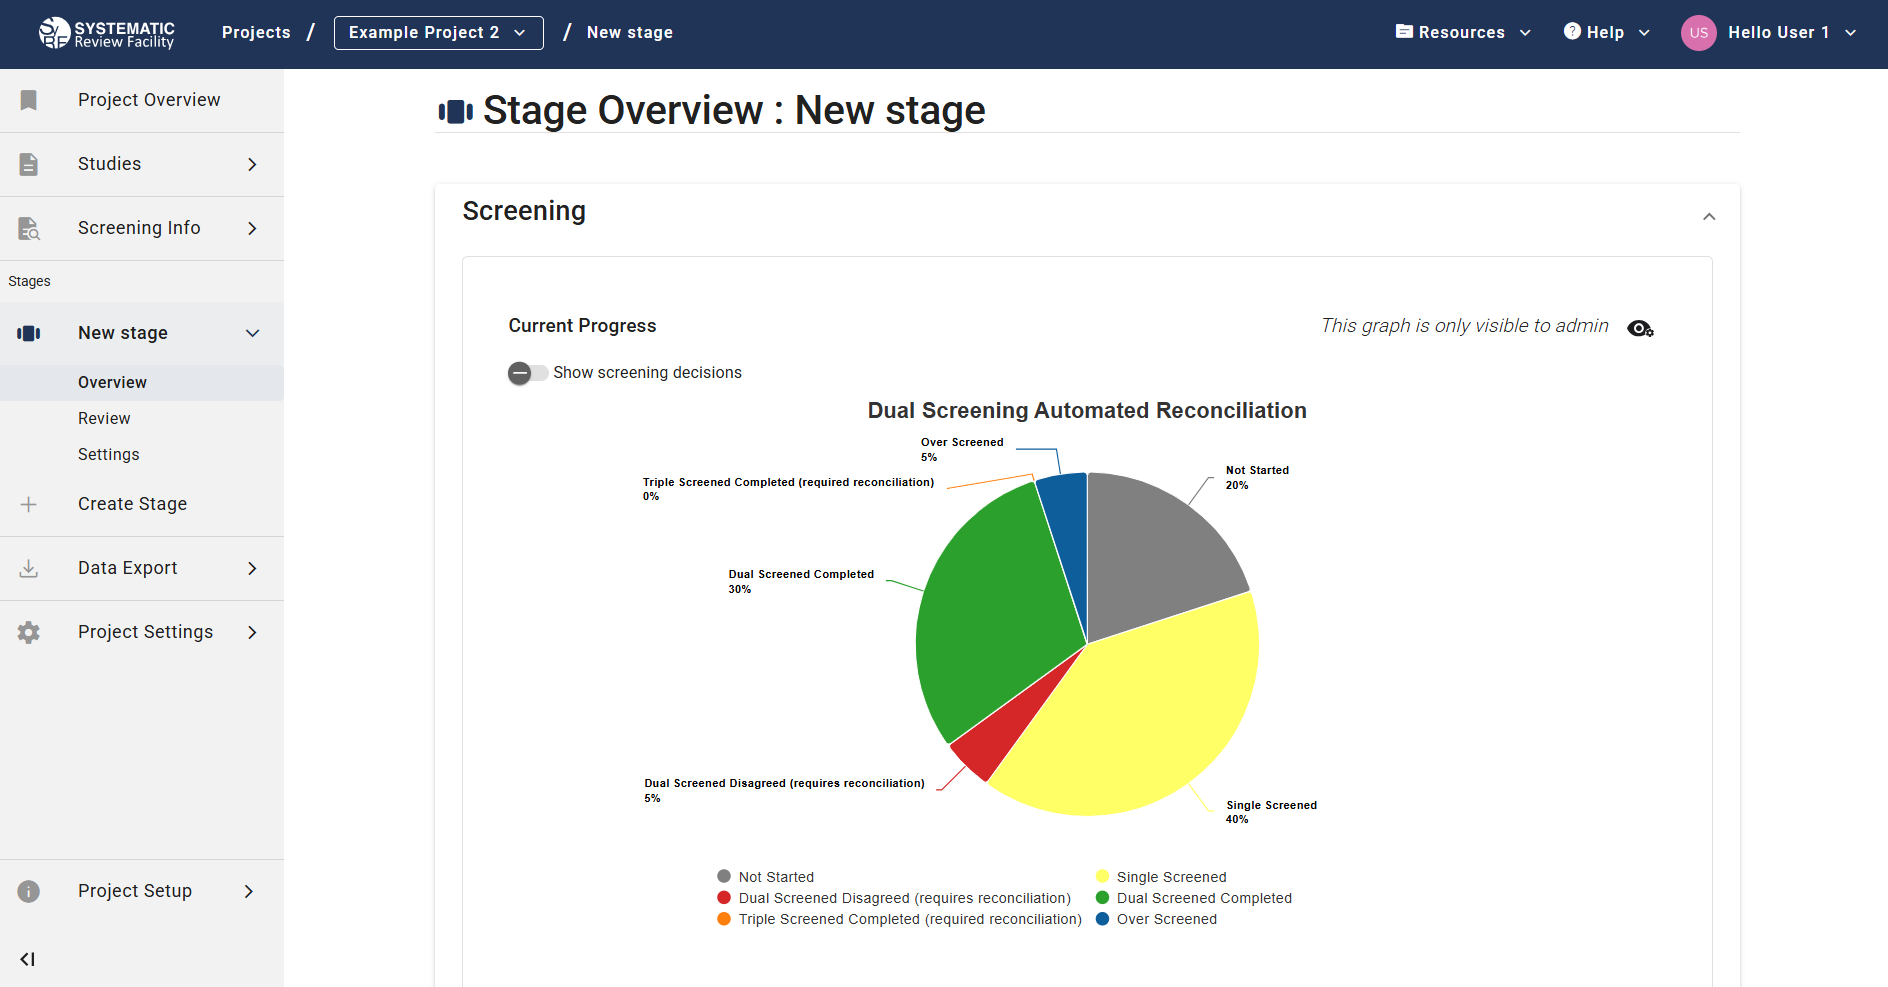 SYSTEMATIC
Review Facility
Projects / Example Project 2 / New stage
Resources
? Help
US Hello User 1
Project Overview
Studies
Screening Info
Stages
New stage
Overview
Review
Settings
Create Stage
Data Export
Project Settings
Project Setup
Stage Overview : New stage
Screening
Current Progress
This graph is only visible to admin
Show screening decisions
Dual Screening Automated Reconciliation
Over Screened
5%
Not Started
20%
Triple Screened Completed (required reconciliation)
0%
Dual Screened Completed
30%
Dual Screened Disagreed (requires reconciliation)
5%
Single Screened
40%
Not Started
Single Screened
Dual Screened Disagreed (requires reconciliation)
Dual Screened Completed
Triple Screened Completed (required reconciliation)
Over Screened